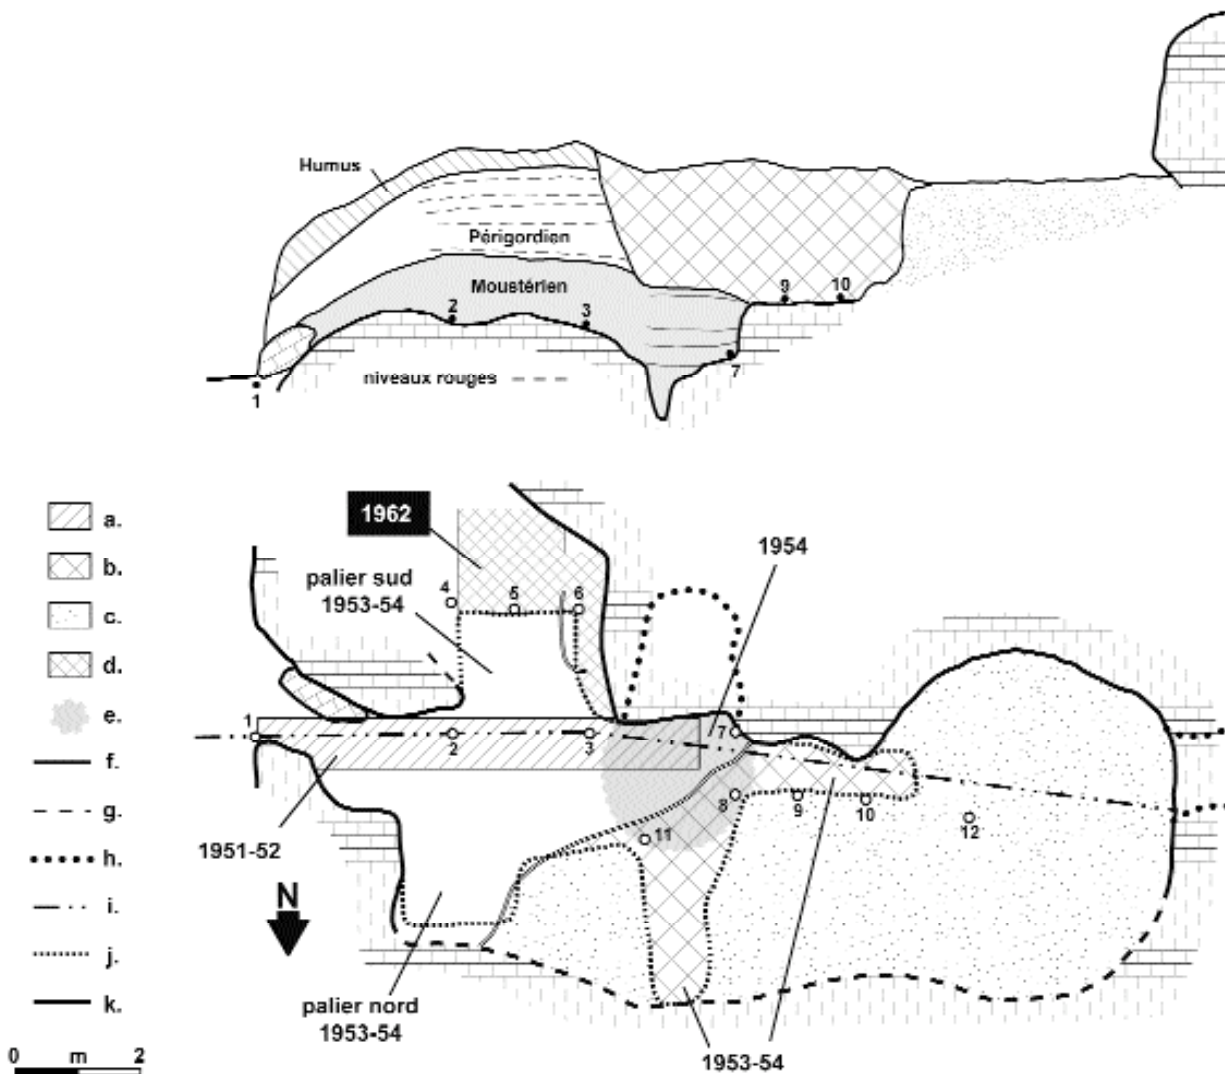 Humus
Périgordien
Moustérien
2
3
9
10
7
niveaux rouges
1
a.
b.
c.
d.
e.
f.
g.
h.
i.
j.
k.
0 m 2
1962
1954
palier sud
1953-54
4
5
6
1
2
3
7
8
9
10
11
12
1951-52
N
palier nord
1953-54
1953-54